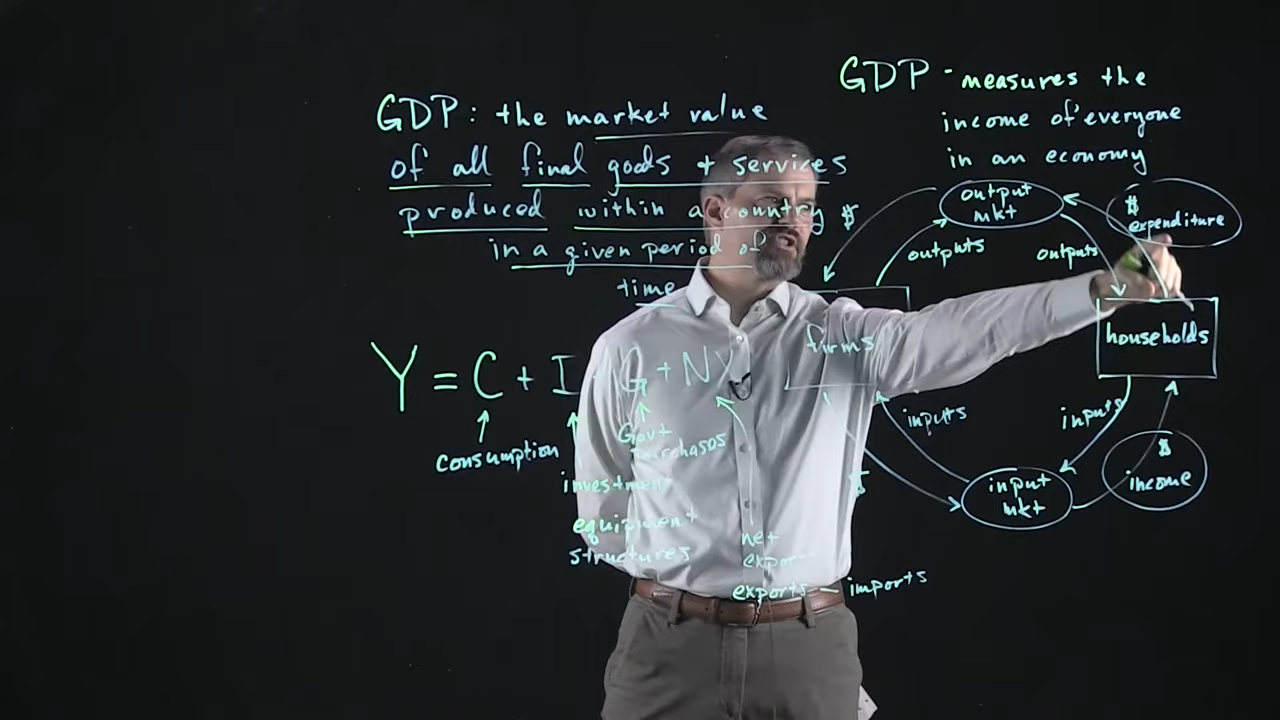 GDP: the market value
of all final goods + services
produced within a country
in a given period of
time
Y = C + I + G + NX
consumption
Gov't
purchases
investment
equipment
structures
net
exports
exports - imports
GDP - measures the
income of everyone
in an economy
output
mkt
$
expenditure
$
outputs
outputs
firms
households
inputs
inputs
$
input
mkt
$
income